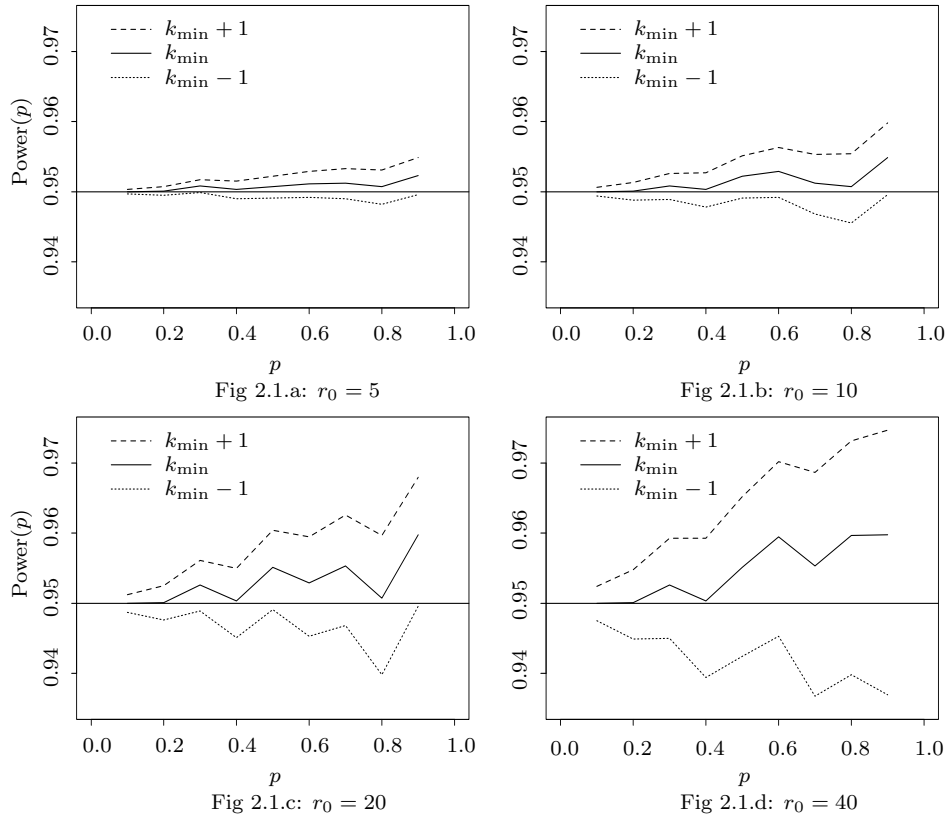 k_min + 1
k_min
k_min − 1
Power(p)
0.97
0.96
0.95
0.94
0.0 0.2 0.4 0.6 0.8 1.0
p
Fig 2.1.a: r_0 = 5
k_min + 1
k_min
k_min − 1
0.97
0.96
0.95
0.94
0.0 0.2 0.4 0.6 0.8 1.0
p
Fig 2.1.b: r_0 = 10
k_min + 1
k_min
k_min − 1
Power(p)
0.97
0.96
0.95
0.94
0.0 0.2 0.4 0.6 0.8 1.0
p
Fig 2.1.c: r_0 = 20
k_min + 1
k_min
k_min − 1
0.97
0.96
0.95
0.94
0.0 0.2 0.4 0.6 0.8 1.0
p
Fig 2.1.d: r_0 = 40